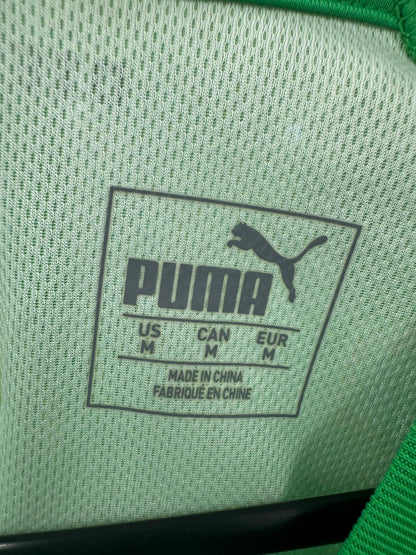 PUMA
US CAN EUR
M M M
MADE IN CHINA
FABRIQUÉ EN CHINE